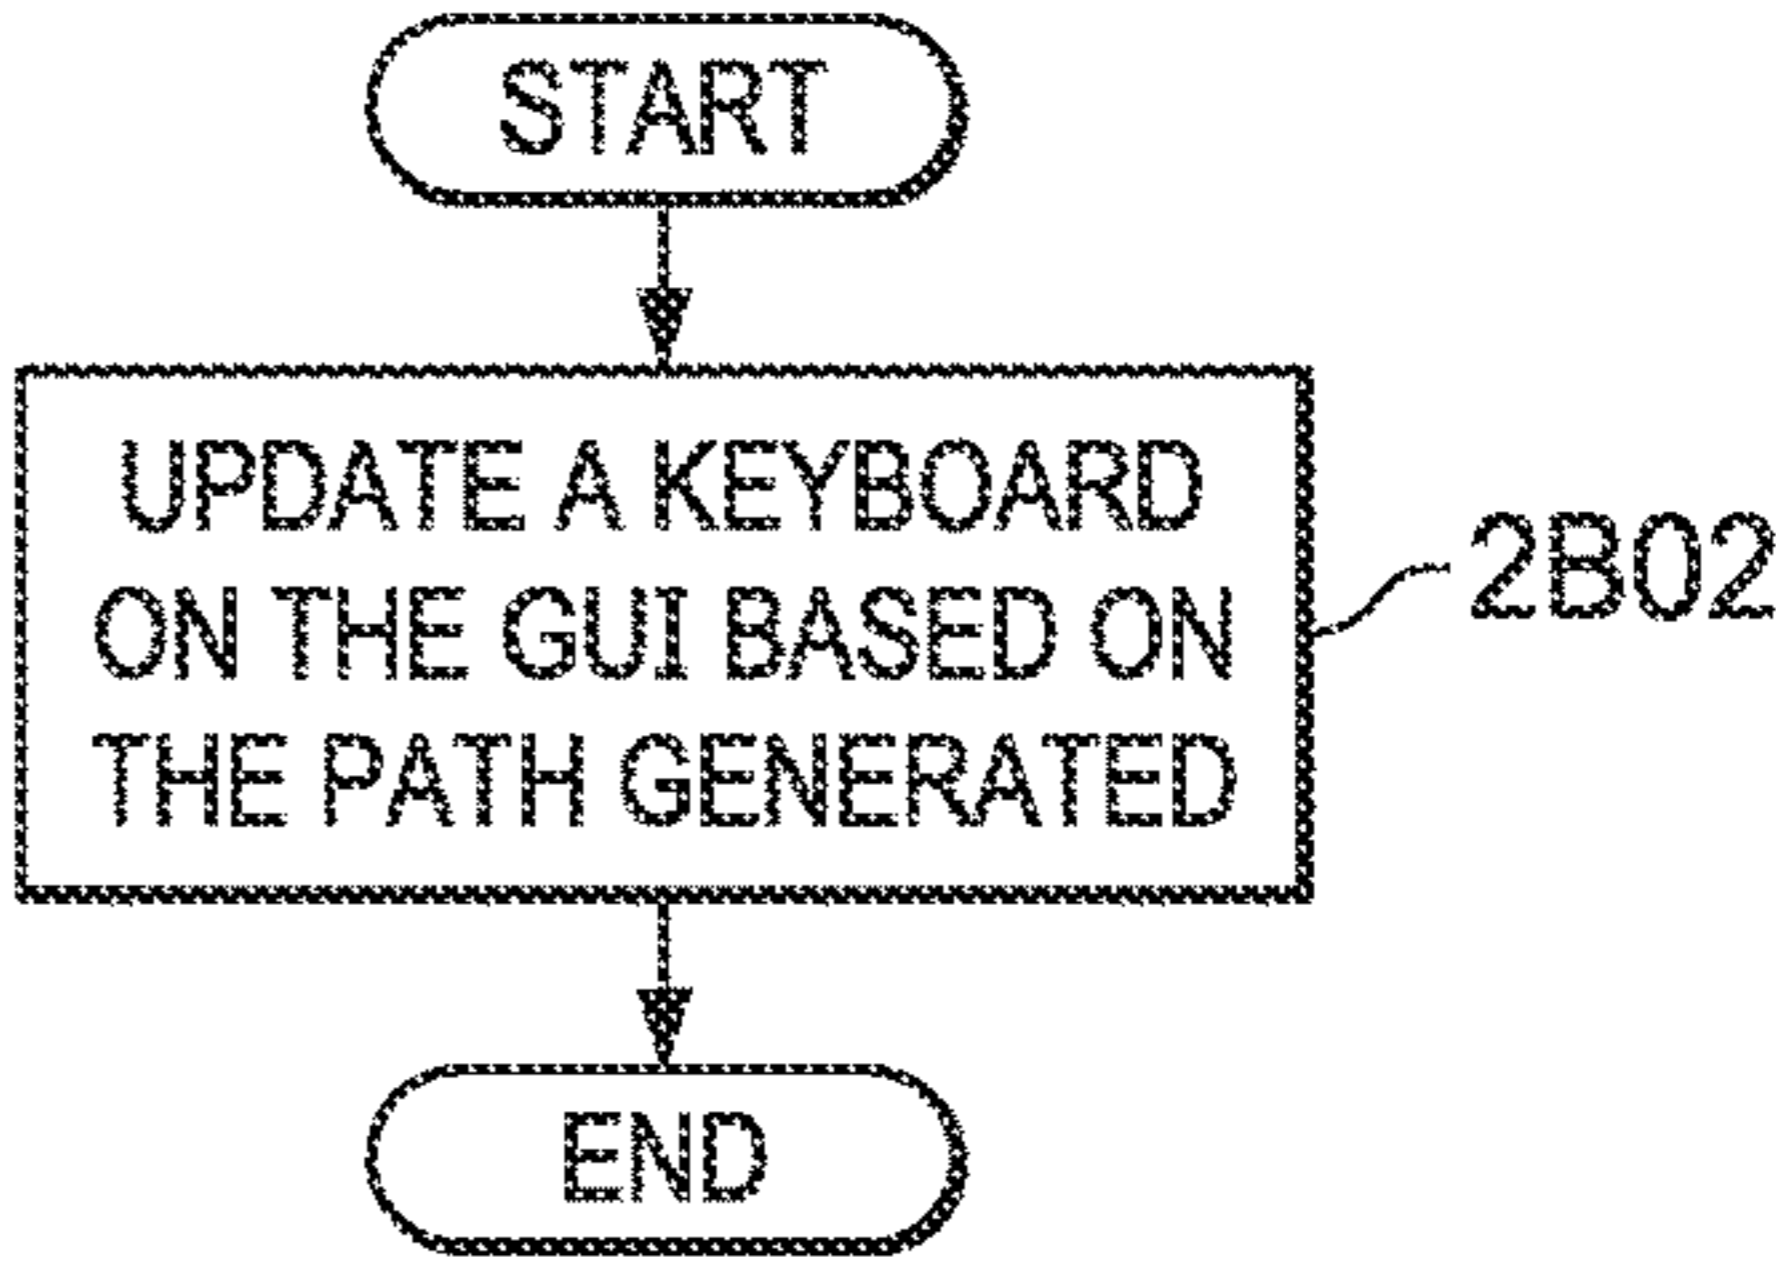 START
UPDATE A KEYBOARD
ON THE GUI BASED ON
THE PATH GENERATED
2B02
END